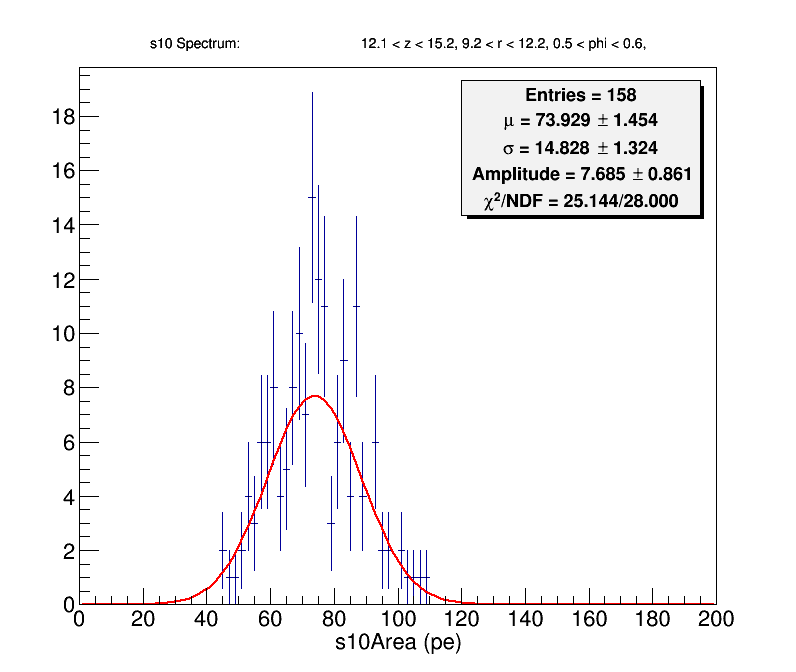 s10 Spectrum: 12.1 < z < 15.2, 9.2 < r < 12.2, 0.5 < phi < 0.6,
Entries = 158
μ = 73.929 ± 1.454
σ = 14.828 ± 1.324
Amplitude = 7.685 ± 0.861
χ²/NDF = 25.144/28.000
18
16
14
12
10
8
6
4
2
0
0 20 40 60 80 100 120 140 160 180 200
s10Area (pe)